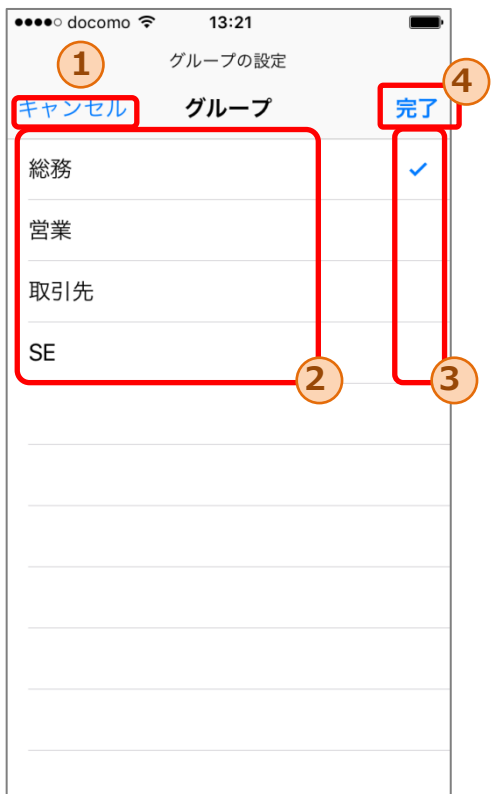 docomo 13:21
グループの設定
① ④
キャンセル グループ 完了
総務
営業
取引先
SE
② ③